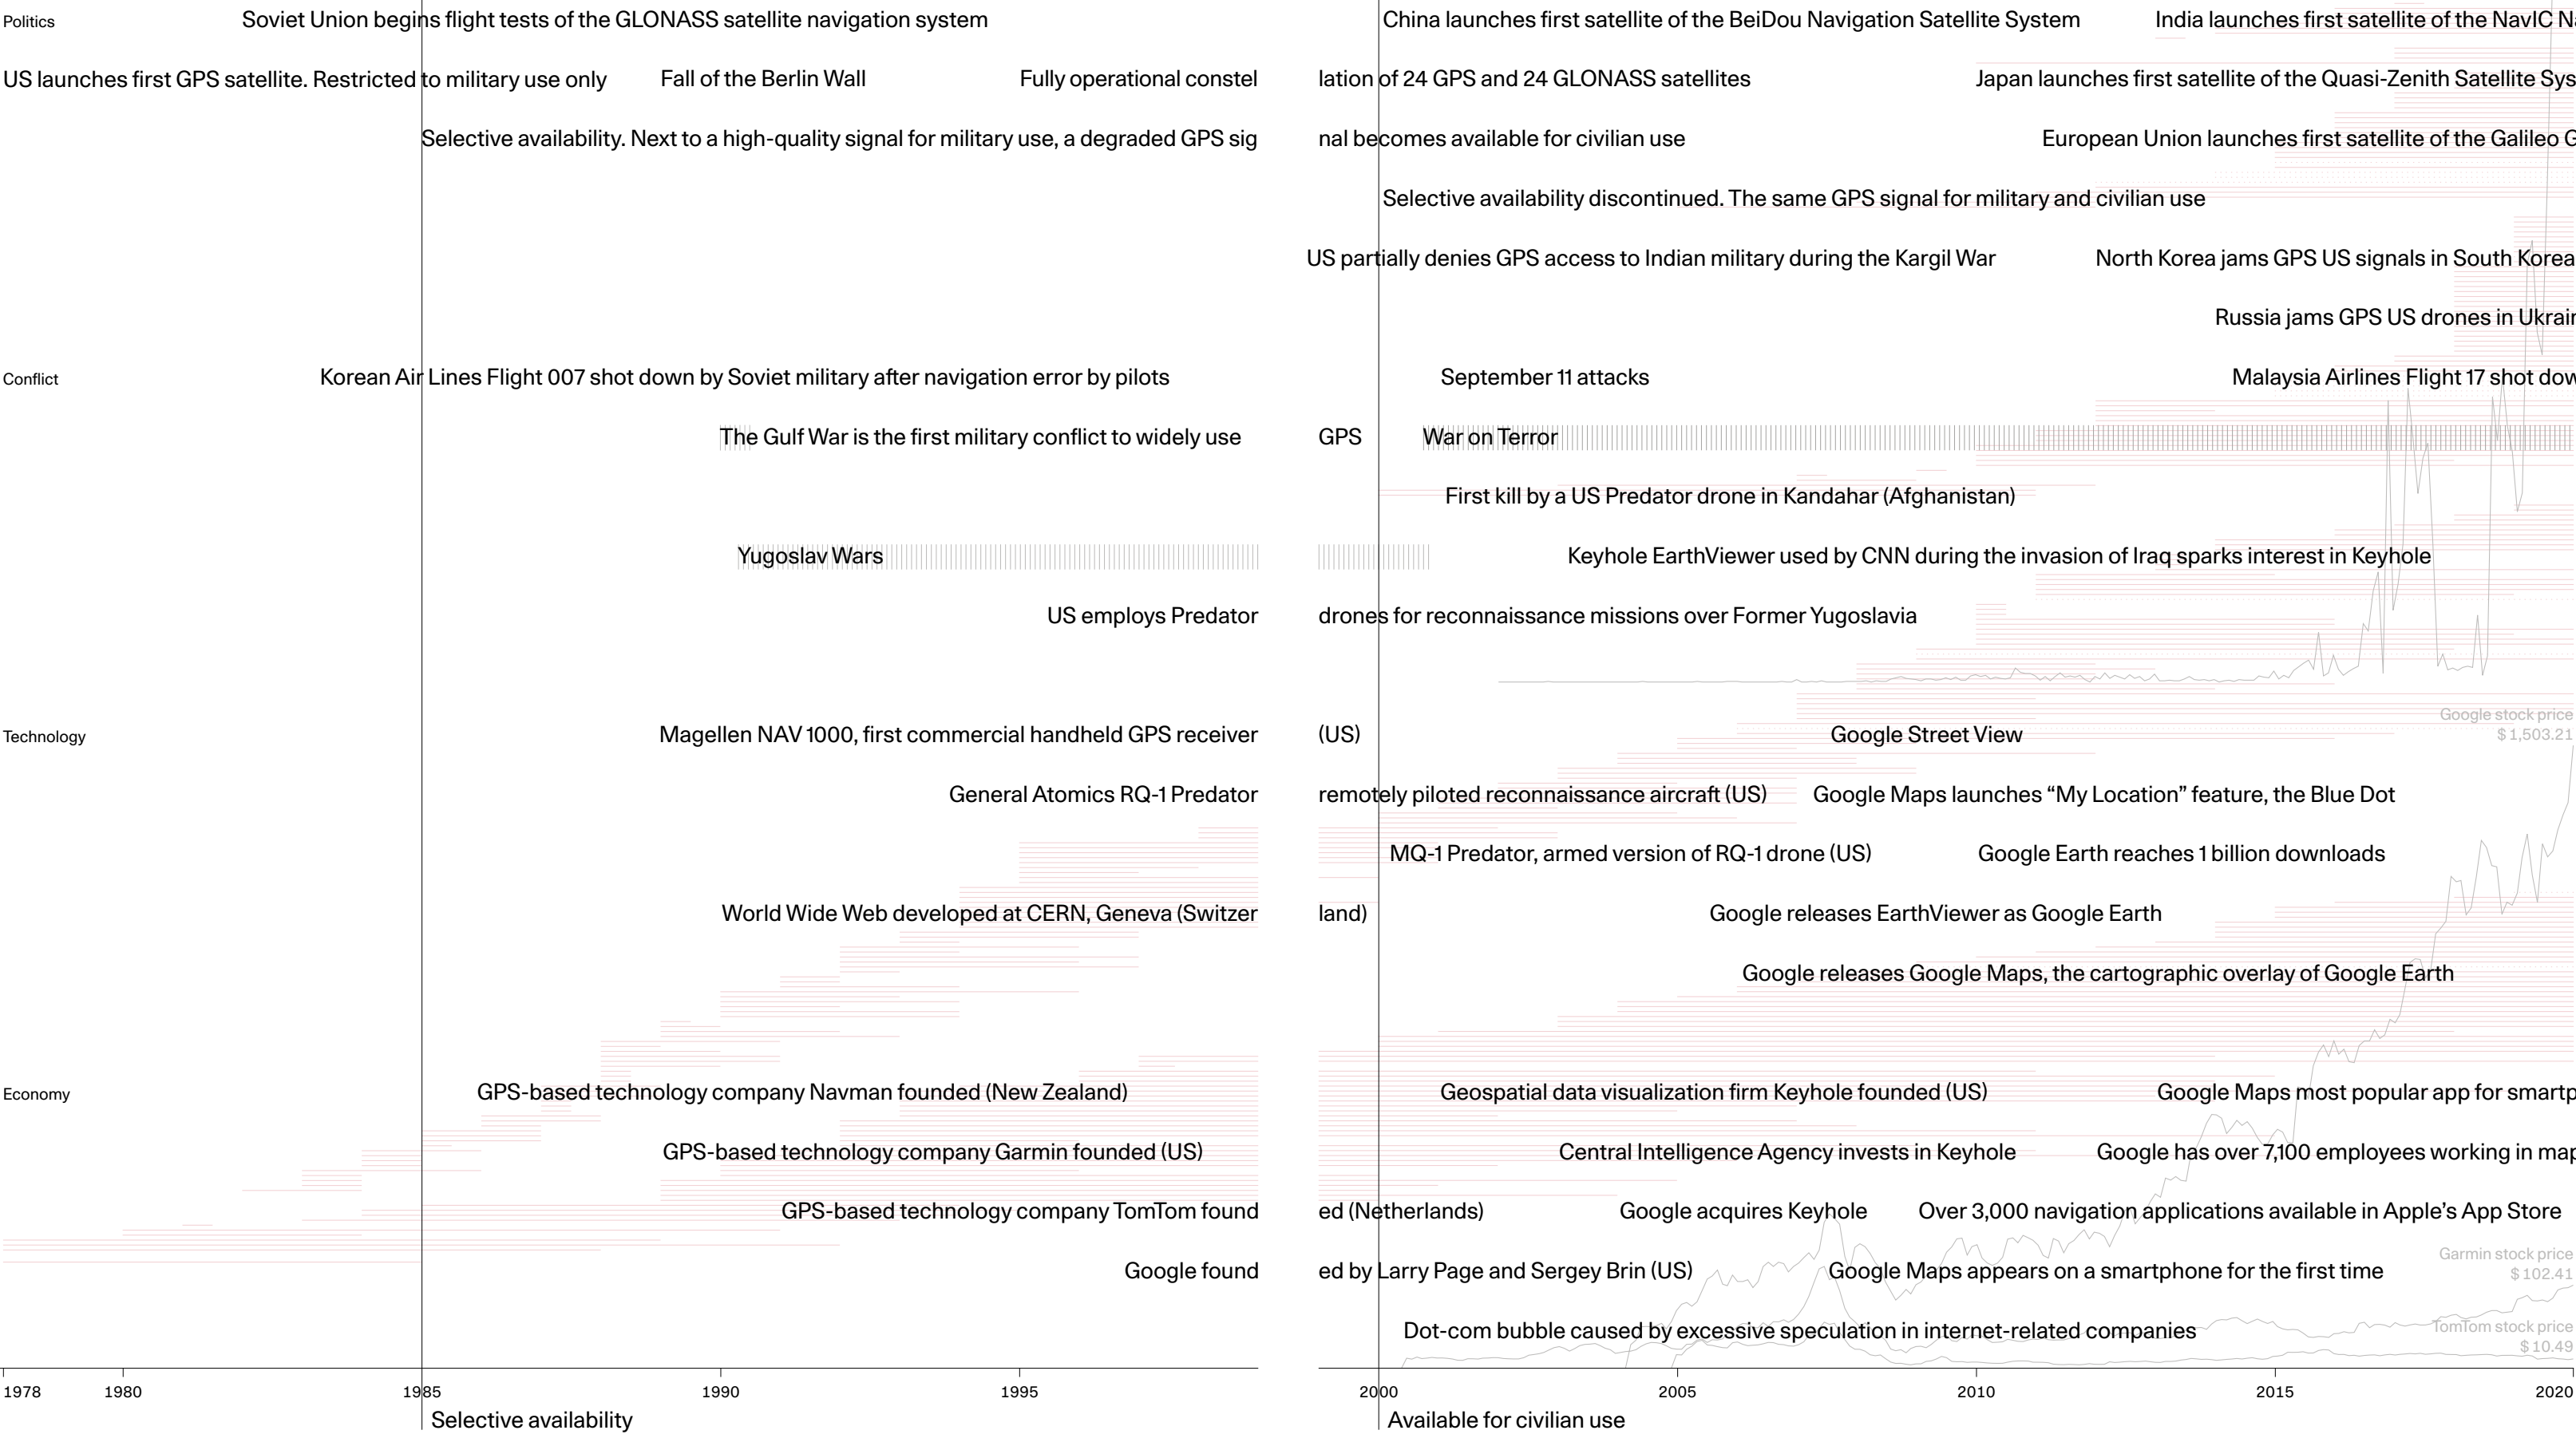 Politics
Soviet Union begins flight tests of the GLONASS satellite navigation system
China launches first satellite of the BeiDou Navigation Satellite System
India launches first satellite of the NavIC Na
US launches first GPS satellite. Restricted to military use only
Fall of the Berlin Wall
Fully operational constel
lation of 24 GPS and 24 GLONASS satellites
Japan launches first satellite of the Quasi-Zenith Satellite Sys
Selective availability. Next to a high-quality signal for military use, a degraded GPS sig
nal becomes available for civilian use
European Union launches first satellite of the Galileo G
Selective availability discontinued. The same GPS signal for military and civilian use
US partially denies GPS access to Indian military during the Kargil War
North Korea jams GPS US signals in South Korea
Russia jams GPS US drones in Ukrain
Conflict
Korean Air Lines Flight 007 shot down by Soviet military after navigation error by pilots
September 11 attacks
Malaysia Airlines Flight 17 shot dow
The Gulf War is the first military conflict to widely use
GPS
War on Terror
First kill by a US Predator drone in Kandahar (Afghanistan)
Yugoslav Wars
Keyhole EarthViewer used by CNN during the invasion of Iraq sparks interest in Keyhole
US employs Predator
drones for reconnaissance missions over Former Yugoslavia
Google stock price
$ 1,503.21
Technology
Magellen NAV 1000, first commercial handheld GPS receiver
(US)
Google Street View
General Atomics RQ-1 Predator
remotely piloted reconnaissance aircraft (US)
Google Maps launches “My Location” feature, the Blue Dot
MQ-1 Predator, armed version of RQ-1 drone (US)
Google Earth reaches 1 billion downloads
World Wide Web developed at CERN, Geneva (Switzer
land)
Google releases EarthViewer as Google Earth
Google releases Google Maps, the cartographic overlay of Google Earth
Economy
GPS-based technology company Navman founded (New Zealand)
Geospatial data visualization firm Keyhole founded (US)
Google Maps most popular app for smartp
GPS-based technology company Garmin founded (US)
Central Intelligence Agency invests in Keyhole
Google has over 7,100 employees working in map
GPS-based technology company TomTom found
ed (Netherlands)
Google acquires Keyhole
Over 3,000 navigation applications available in Apple’s App Store
Google found
ed by Larry Page and Sergey Brin (US)
Google Maps appears on a smartphone for the first time
Garmin stock price
$ 102.41
Dot-com bubble caused by excessive speculation in internet-related companies
TomTom stock price
$ 10.49
1978
1980
1985
1990
1995
2000
2005
2010
2015
2020
Selective availability
Available for civilian use